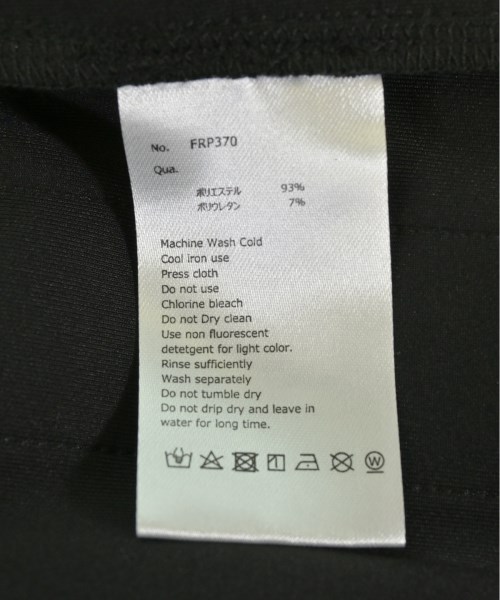 No. FRP370
Qua.
ポリエステル 93%
ポリウレタン 7%
Machine Wash Cold
Cool iron use
Press cloth
Do not use
Chlorine bleach
Do not Dry clean
Use non fluorescent
detetgent for light color.
Rinse sufficiently
Wash separately
Do not tumble dry
Do not drip dry and leave in
water for long time.
W